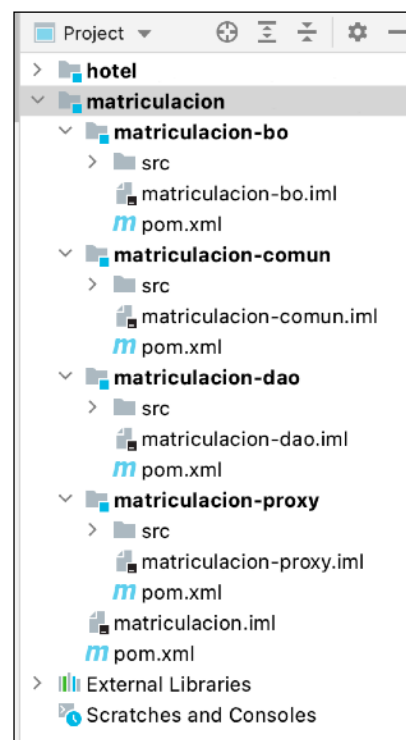 Project
hotel
matriculacion
matriculacion-bo
src
matriculacion-bo.iml
m pom.xml
matriculacion-comun
src
matriculacion-comun.iml
m pom.xml
matriculacion-dao
src
matriculacion-dao.iml
m pom.xml
matriculacion-proxy
src
matriculacion-proxy.iml
m pom.xml
matriculacion.iml
m pom.xml
External Libraries
Scratches and Consoles